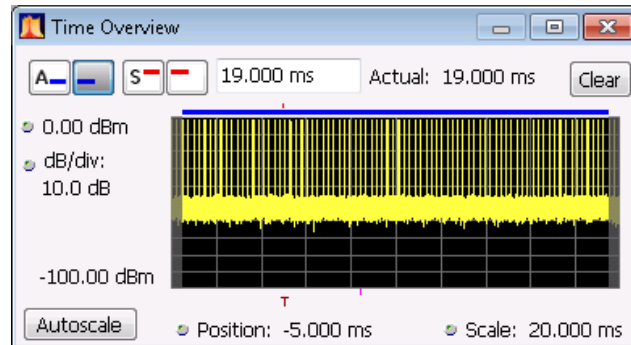 Time Overview
A S 19.000 ms Actual: 19.000 ms Clear
0.00 dBm
dB/div:
10.0 dB
-100.00 dBm
T
Autoscale Position: -5.000 ms Scale: 20.000 ms